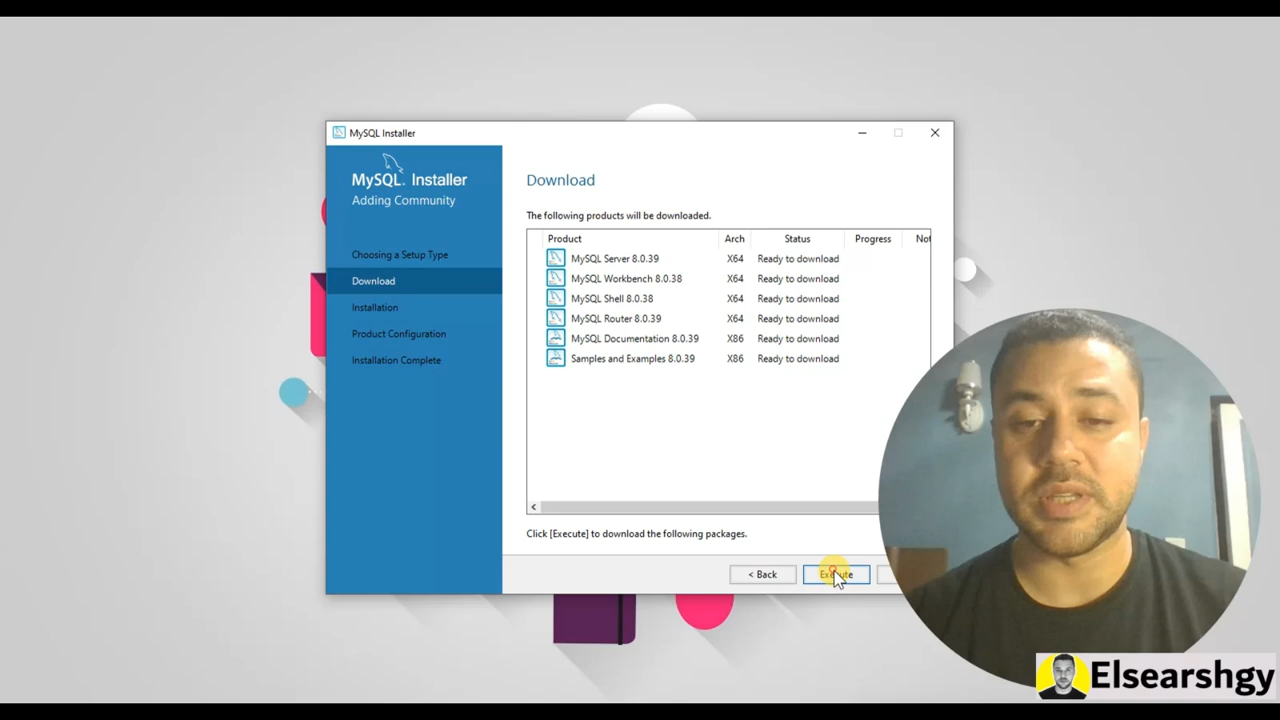 MySQL Installer
MySQL. Installer
Adding Community
Choosing a Setup Type
Download
Installation
Product Configuration
Installation Complete
Download
The following products will be downloaded.
Product Arch Status Progress
MySQL Server 8.0.39 X64 Ready to download
MySQL Workbench 8.0.38 X64 Ready to download
MySQL Shell 8.0.38 X64 Ready to download
MySQL Router 8.0.39 X64 Ready to download
MySQL Documentation 8.0.39 X86 Ready to download
Samples and Examples 8.0.39 X86 Ready to download
Click [Execute] to download the following packages.
< Back Execute
Elsearshgy